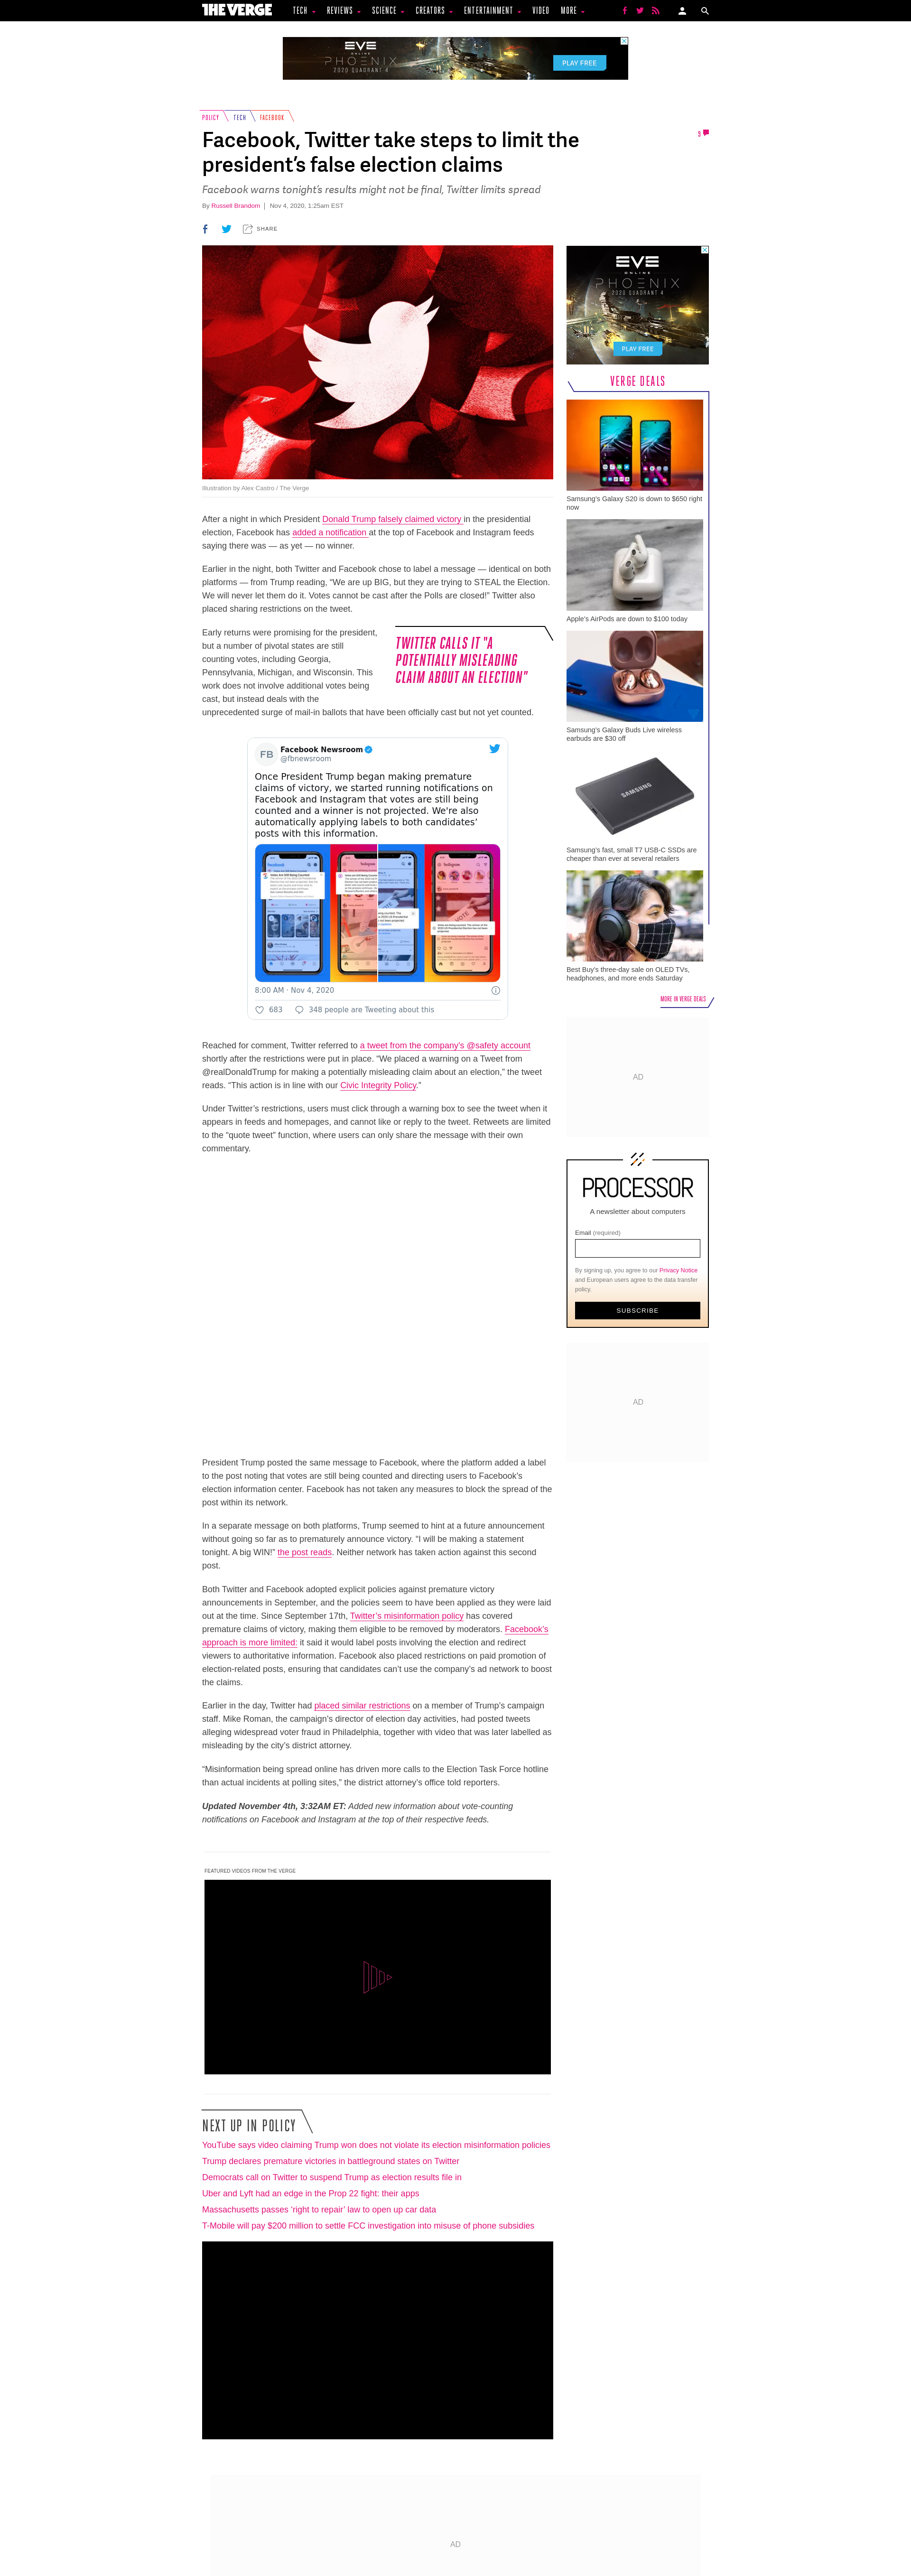 THE VERGE
TECH
REVIEWS
SCIENCE
CREATORS
ENTERTAINMENT
VIDEO
MORE
EVE
ONLINE
PHOENIX
2020 QUADRANT 4
PLAY FREE
POLICY
TECH
FACEBOOK
Facebook, Twitter take steps to limit the
president’s false election claims
9
Facebook warns tonight’s results might not be final, Twitter limits spread
By Russell Brandom | Nov 4, 2020, 1:25am EST
SHARE
Illustration by Alex Castro / The Verge
After a night in which President Donald Trump falsely claimed victory in the presidential
election, Facebook has added a notification at the top of Facebook and Instagram feeds
saying there was — as yet — no winner.
Earlier in the night, both Twitter and Facebook chose to label a message — identical on both
platforms — from Trump reading, “We are up BIG, but they are trying to STEAL the Election.
We will never let them do it. Votes cannot be cast after the Polls are closed!” Twitter also
placed sharing restrictions on the tweet.
Early returns were promising for the president,
but a number of pivotal states are still
counting votes, including Georgia,
Pennsylvania, Michigan, and Wisconsin. This
work does not involve additional votes being
cast, but instead deals with the
unprecedented surge of mail-in ballots that have been officially cast but not yet counted.
TWITTER CALLS IT "A
POTENTIALLY MISLEADING
CLAIM ABOUT AN ELECTION"
FB
Facebook Newsroom
@fbnewsroom
Once President Trump began making premature
claims of victory, we started running notifications on
Facebook and Instagram that votes are still being
counted and a winner is not projected. We're also
automatically applying labels to both candidates’
posts with this information.
8:00 AM · Nov 4, 2020
683
348 people are Tweeting about this
Reached for comment, Twitter referred to a tweet from the company’s @safety account
shortly after the restrictions were put in place. “We placed a warning on a Tweet from
@realDonaldTrump for making a potentially misleading claim about an election,” the tweet
reads. “This action is in line with our Civic Integrity Policy.”
Under Twitter’s restrictions, users must click through a warning box to see the tweet when it
appears in feeds and homepages, and cannot like or reply to the tweet. Retweets are limited
to the “quote tweet” function, where users can only share the message with their own
commentary.
President Trump posted the same message to Facebook, where the platform added a label
to the post noting that votes are still being counted and directing users to Facebook’s
election information center. Facebook has not taken any measures to block the spread of the
post within its network.
In a separate message on both platforms, Trump seemed to hint at a future announcement
without going so far as to prematurely announce victory. “I will be making a statement
tonight. A big WIN!” the post reads. Neither network has taken action against this second
post.
Both Twitter and Facebook adopted explicit policies against premature victory
announcements in September, and the policies seem to have been applied as they were laid
out at the time. Since September 17th, Twitter’s misinformation policy has covered
premature claims of victory, making them eligible to be removed by moderators. Facebook’s
approach is more limited: it said it would label posts involving the election and redirect
viewers to authoritative information. Facebook also placed restrictions on paid promotion of
election-related posts, ensuring that candidates can’t use the company’s ad network to boost
the claims.
Earlier in the day, Twitter had placed similar restrictions on a member of Trump’s campaign
staff. Mike Roman, the campaign’s director of election day activities, had posted tweets
alleging widespread voter fraud in Philadelphia, together with video that was later labelled as
misleading by the city’s district attorney.
“Misinformation being spread online has driven more calls to the Election Task Force hotline
than actual incidents at polling sites,” the district attorney’s office told reporters.
Updated November 4th, 3:32AM ET: Added new information about vote-counting
notifications on Facebook and Instagram at the top of their respective feeds.
FEATURED VIDEOS FROM THE VERGE
NEXT UP IN POLICY
YouTube says video claiming Trump won does not violate its election misinformation policies
Trump declares premature victories in battleground states on Twitter
Democrats call on Twitter to suspend Trump as election results file in
Uber and Lyft had an edge in the Prop 22 fight: their apps
Massachusetts passes ‘right to repair’ law to open up car data
T-Mobile will pay $200 million to settle FCC investigation into misuse of phone subsidies
EVE
ONLINE
PHOENIX
2020 QUADRANT 4
PLAY FREE
VERGE DEALS
Samsung’s Galaxy S20 is down to $650 right
now
Apple’s AirPods are down to $100 today
Samsung’s Galaxy Buds Live wireless
earbuds are $30 off
SAMSUNG
Samsung’s fast, small T7 USB-C SSDs are
cheaper than ever at several retailers
Best Buy’s three-day sale on OLED TVs,
headphones, and more ends Saturday
MORE IN VERGE DEALS
AD
PROCESSOR
A newsletter about computers
Email (required)
By signing up, you agree to our Privacy Notice
and European users agree to the data transfer
policy.
SUBSCRIBE
AD
AD